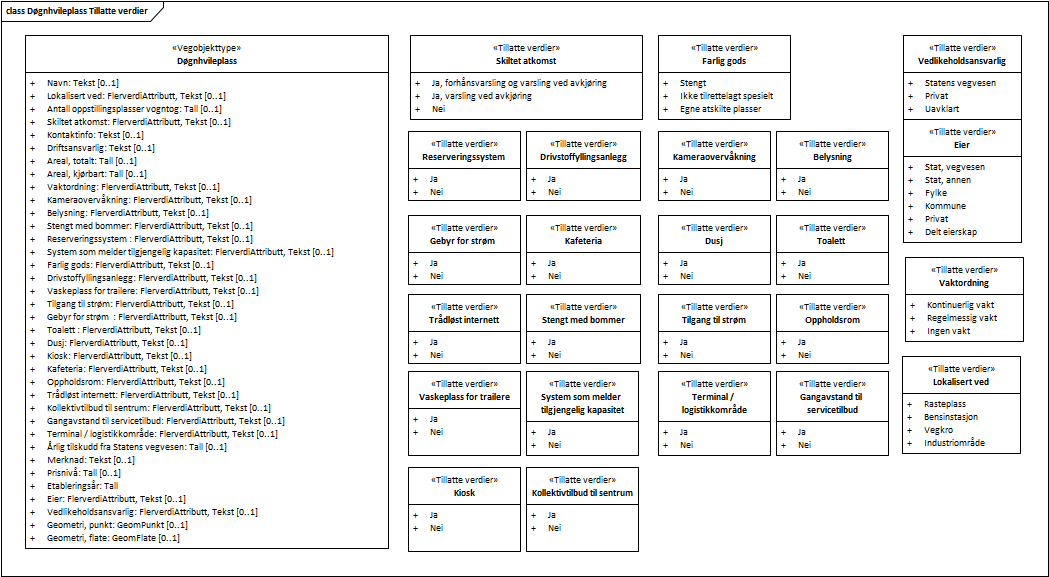 class Døgnhvileplass Tillatte verdier
«Vegobjekttype»
Døgnhvileplass
+ Navn: Tekst [0..1]
+ Lokalisert ved: FlerverdiAttributt, Tekst [0..1]
+ Antall oppstillingsplasser vogntog: Tall [0..1]
+ Skiltet atkomst: FlerverdiAttributt, Tekst [0..1]
+ Kontaktinfo: Tekst [0..1]
+ Driftsansvarlig: Tekst [0..1]
+ Areal, totalt: Tall [0..1]
+ Areal, kjørbart: Tall [0..1]
+ Vaktordning: FlerverdiAttributt, Tekst [0..1]
+ Kameraovervåkning: FlerverdiAttributt, Tekst [0..1]
+ Belysning: FlerverdiAttributt, Tekst [0..1]
+ Stengt med bommer: FlerverdiAttributt, Tekst [0..1]
+ Reserveringssystem : FlerverdiAttributt, Tekst [0..1]
+ System som melder tilgjengelig kapasitet: FlerverdiAttributt, Tekst [0..1]
+ Farlig gods: FlerverdiAttributt, Tekst [0..1]
+ Drivstoffyllingsanlegg: FlerverdiAttributt, Tekst [0..1]
+ Vaskeplass for trailere: FlerverdiAttributt, Tekst [0..1]
+ Tilgang til strøm: FlerverdiAttributt, Tekst [0..1]
+ Gebyr for strøm : FlerverdiAttributt, Tekst [0..1]
+ Toalett : FlerverdiAttributt, Tekst [0..1]
+ Dusj: FlerverdiAttributt, Tekst [0..1]
+ Kiosk: FlerverdiAttributt, Tekst [0..1]
+ Kafeteria: FlerverdiAttributt, Tekst [0..1]
+ Oppholdsrom: FlerverdiAttributt, Tekst [0..1]
+ Trådløst internett: FlerverdiAttributt, Tekst [0..1]
+ Kollektivtilbud til sentrum: FlerverdiAttributt, Tekst [0..1]
+ Gangavstand til servicetilbud: FlerverdiAttributt, Tekst [0..1]
+ Terminal / logistikkområde: FlerverdiAttributt, Tekst [0..1]
+ Årlig tilskudd fra Statens vegvesen: Tall [0..1]
+ Merknad: Tekst [0..1]
+ Prisnivå: Tall [0..1]
+ Etableringsår: Tall
+ Eier: FlerverdiAttributt, Tekst [0..1]
+ Vedlikeholdsansvarlig: FlerverdiAttributt, Tekst [0..1]
+ Geometri, punkt: GeomPunkt [0..1]
+ Geometri, flate: GeomFlate [0..1]
«Tillatte verdier»
Skiltet atkomst
+ Ja, forhånsvarsling og varsling ved avkjøring
+ Ja, varsling ved avkjøring
+ Nei
«Tillatte verdier»
Farlig gods
+ Stengt
+ Ikke tilrettelagt spesielt
+ Egne atskilte plasser
«Tillatte verdier»
Vedlikeholdsansvarlig
+ Statens vegvesen
+ Privat
+ Uavklart
«Tillatte verdier»
Reserveringssystem
+ Ja
+ Nei
«Tillatte verdier»
Drivstoffyllingsanlegg
+ Ja
+ Nei
«Tillatte verdier»
Kameraovervåkning
+ Ja
+ Nei
«Tillatte verdier»
Belysning
+ Ja
+ Nei
«Tillatte verdier»
Eier
+ Stat, vegvesen
+ Stat, annen
+ Fylke
+ Kommune
+ Privat
+ Delt eierskap
«Tillatte verdier»
Gebyr for strøm
+ Ja
+ Nei
«Tillatte verdier»
Kafeteria
+ Ja
+ Nei
«Tillatte verdier»
Dusj
+ Ja
+ Nei
«Tillatte verdier»
Toalett
+ Ja
+ Nei
«Tillatte verdier»
Vaktordning
+ Kontinuerlig vakt
+ Regelmessig vakt
+ Ingen vakt
«Tillatte verdier»
Trådløst internett
+ Ja
+ Nei
«Tillatte verdier»
Stengt med bommer
+ Ja
+ Nei
«Tillatte verdier»
Tilgang til strøm
+ Ja
+ Nei
«Tillatte verdier»
Oppholdsrom
+ Ja
+ Nei
«Tillatte verdier»
Lokalisert ved
+ Rasteplass
+ Bensinstasjon
+ Vegkro
+ Industriområde
«Tillatte verdier»
Vaskeplass for trailere
+ Ja
+ Nei
«Tillatte verdier»
System som melder
tilgjengelig kapasitet
+ Ja
+ Nei
«Tillatte verdier»
Terminal /
logistikkområde
+ Ja
+ Nei
«Tillatte verdier»
Gangavstand til
servicetilbud
+ Ja
+ Nei
«Tillatte verdier»
Kiosk
+ Ja
+ Nei
«Tillatte verdier»
Kollektivtilbud til sentrum
+ Ja
+ Nei